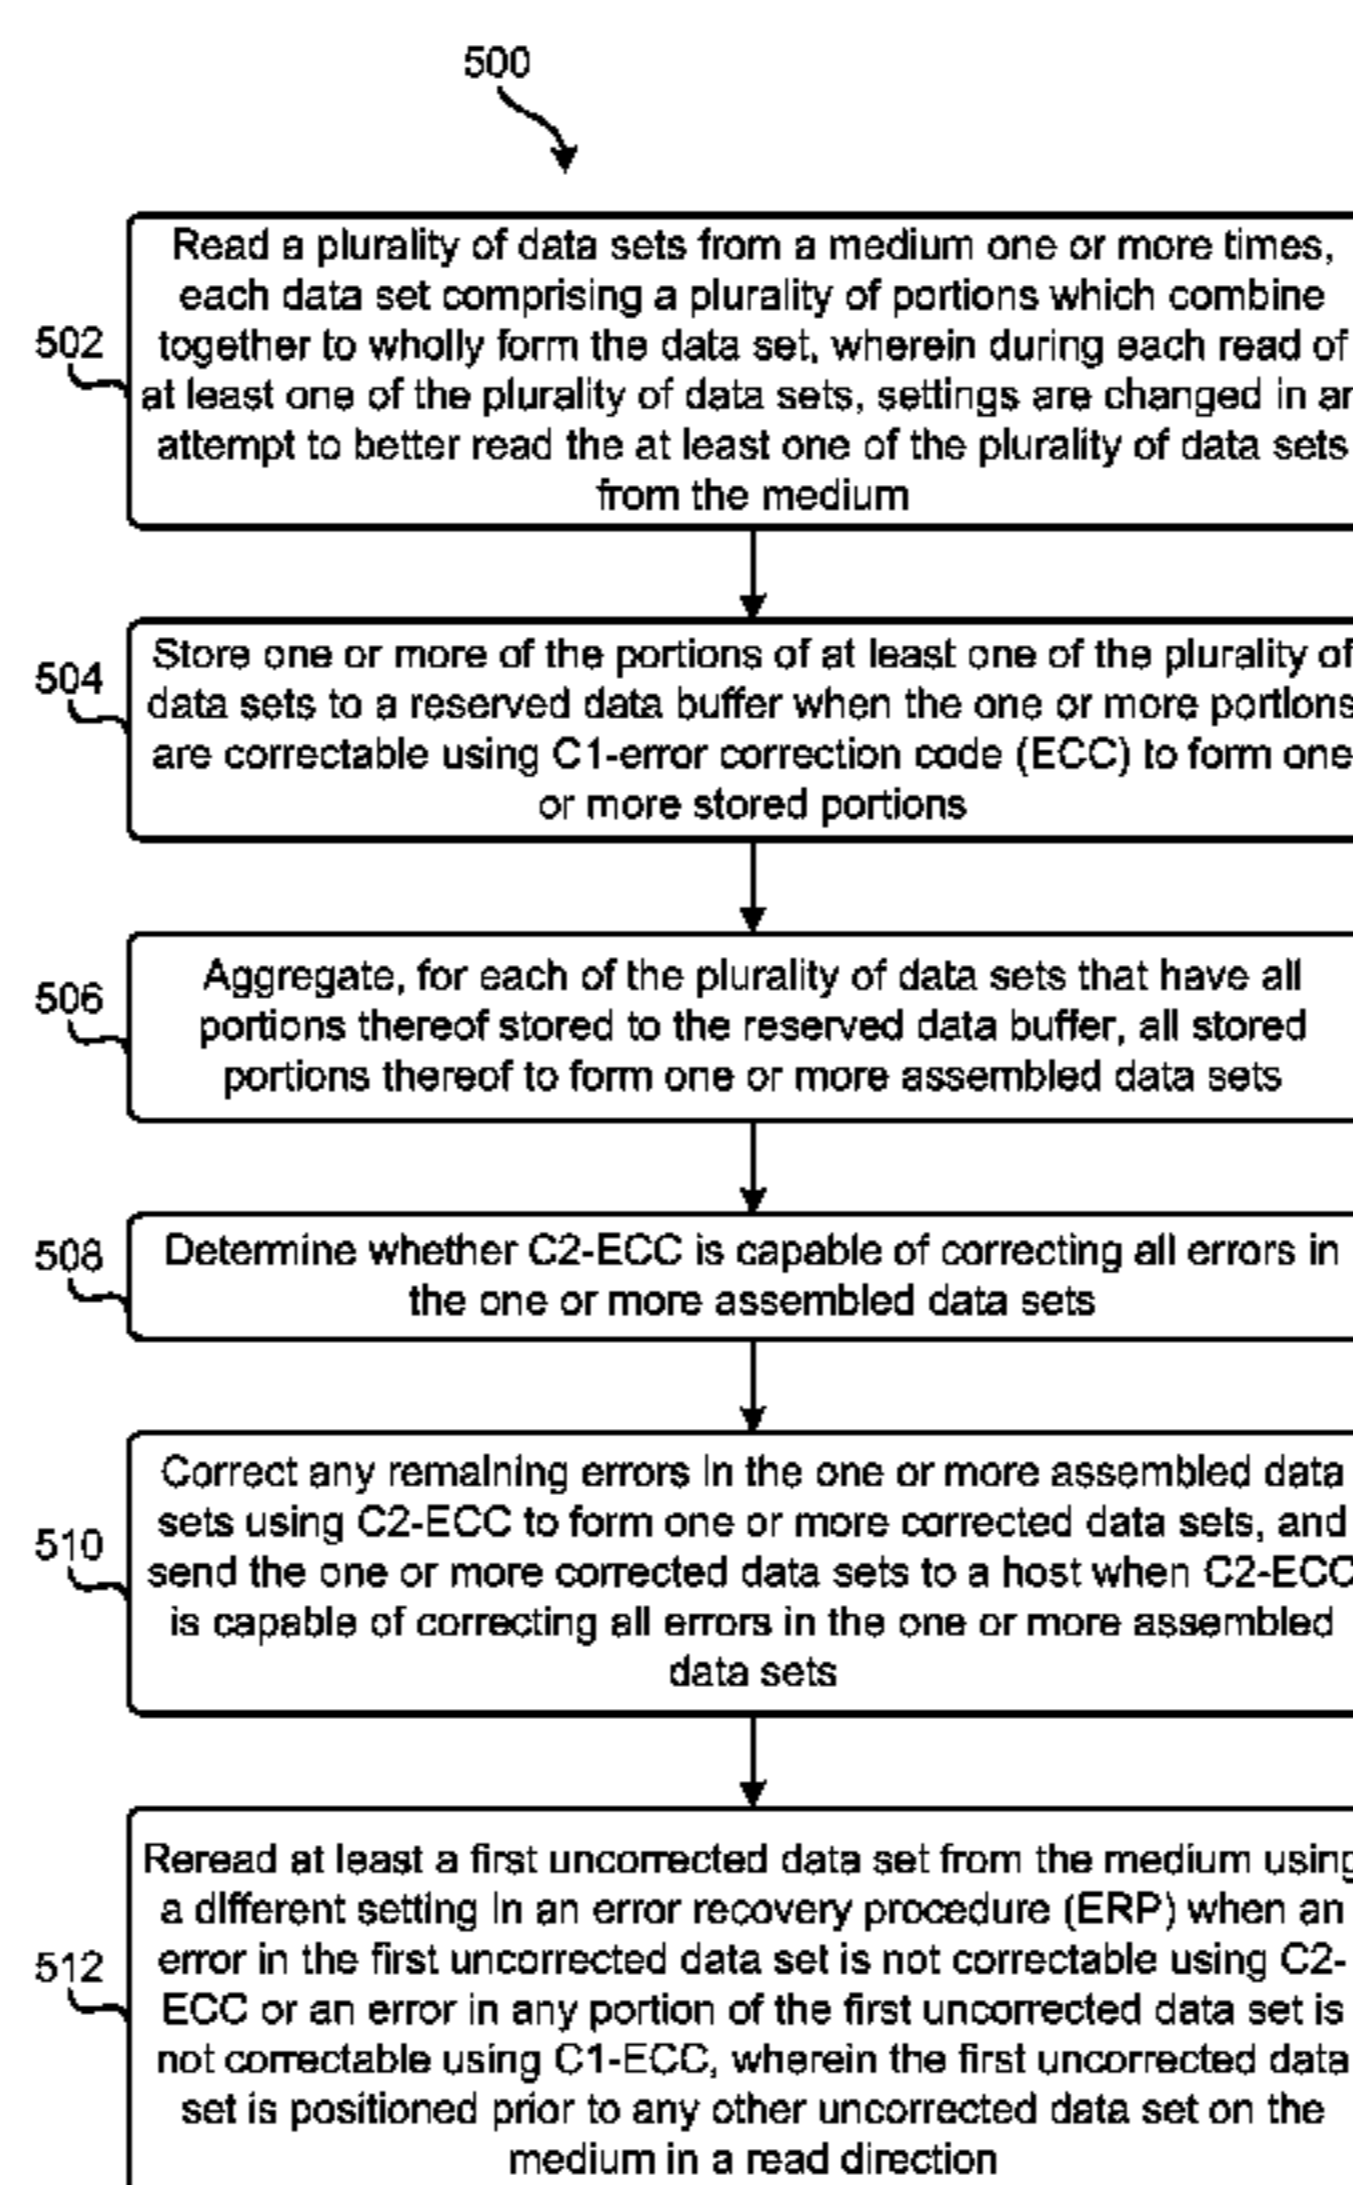 500
502
Read a plurality of data sets from a medium one or more times,
each data set comprising a plurality of portions which combine
together to wholly form the data set, wherein during each read of
at least one of the plurality of data sets, settings are changed in an
attempt to better read the at least one of the plurality of data sets
from the medium
504
Store one or more of the portions of at least one of the plurality of
data sets to a reserved data buffer when the one or more portions
are correctable using C1-error correction code (ECC) to form one
or more stored portions
506
Aggregate, for each of the plurality of data sets that have all
portions thereof stored to the reserved data buffer, all stored
portions thereof to form one or more assembled data sets
508
Determine whether C2-ECC is capable of correcting all errors in
the one or more assembled data sets
510
Correct any remaining errors in the one or more assembled data
sets using C2-ECC to form one or more corrected data sets, and
send the one or more corrected data sets to a host when C2-ECC
is capable of correcting all errors in the one or more assembled
data sets
512
Reread at least a first uncorrected data set from the medium using
a different setting in an error recovery procedure (ERP) when an
error in the first uncorrected data set is not correctable using C2-
ECC or an error in any portion of the first uncorrected data set is
not correctable using C1-ECC, wherein the first uncorrected data
set is positioned prior to any other uncorrected data set on the
medium in a read direction